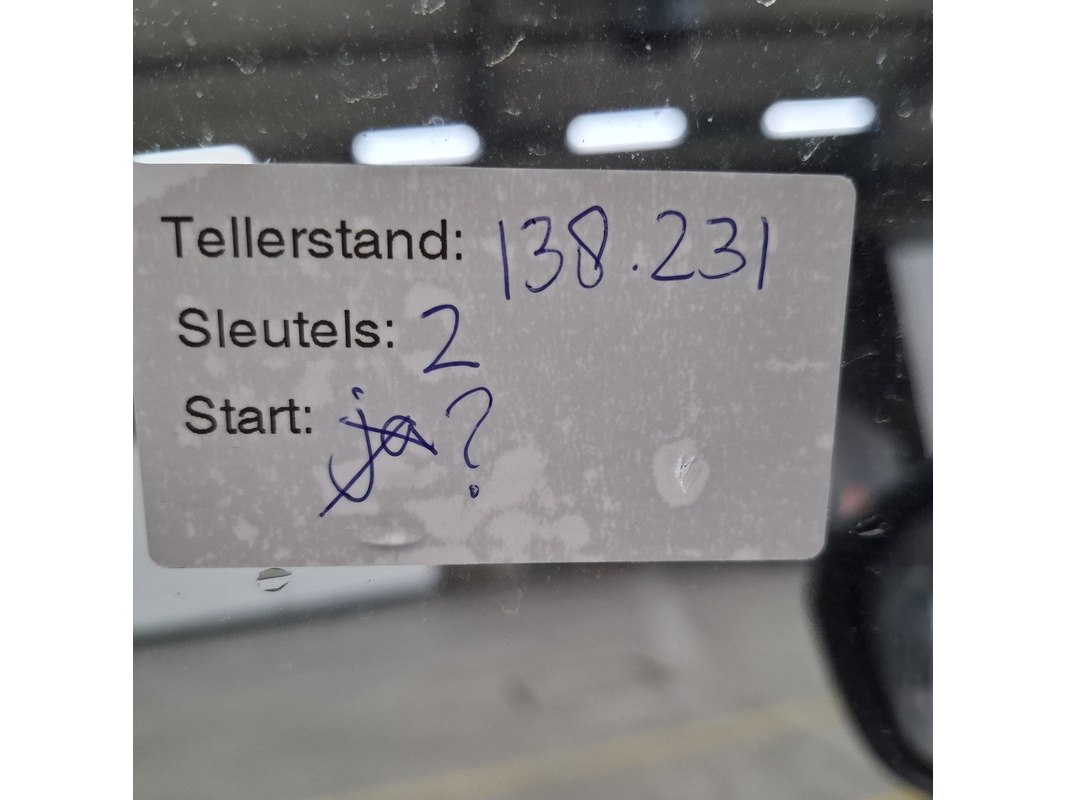 Tellerstand: 138.231
Sleutels: 2
Start: ja ?